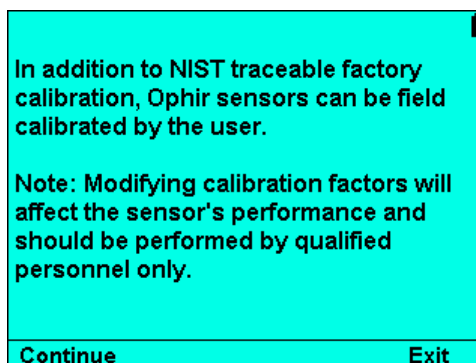 In addition to NIST traceable factory
calibration, Ophir sensors can be field
calibrated by the user.
Note: Modifying calibration factors will
affect the sensor's performance and
should be performed by qualified
personnel only.
Continue Exit